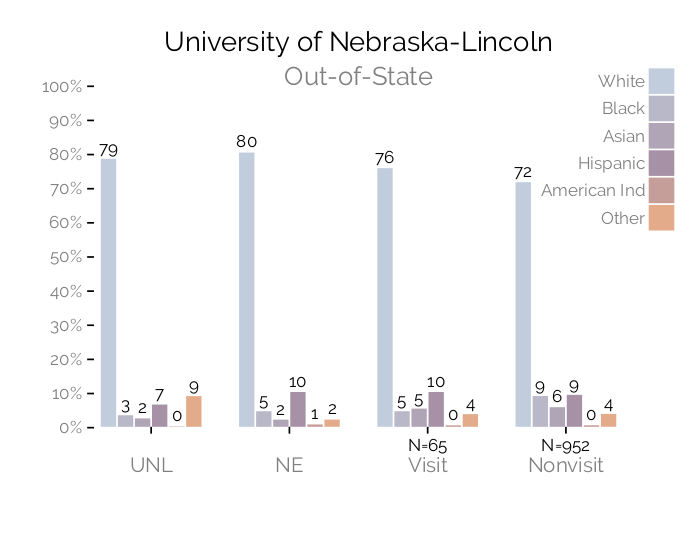 University of Nebraska-Lincoln
Out-of-State
White
Black
Asian
Hispanic
American Ind
Other
100%
90%
80%
70%
60%
50%
40%
30%
20%
10%
0%
79
3
2
7
0
9
80
5
2
10
1
2
76
5
5
10
0
4
72
9
6
9
0
4
N=65
N=952
UNL
NE
Visit
Nonvisit